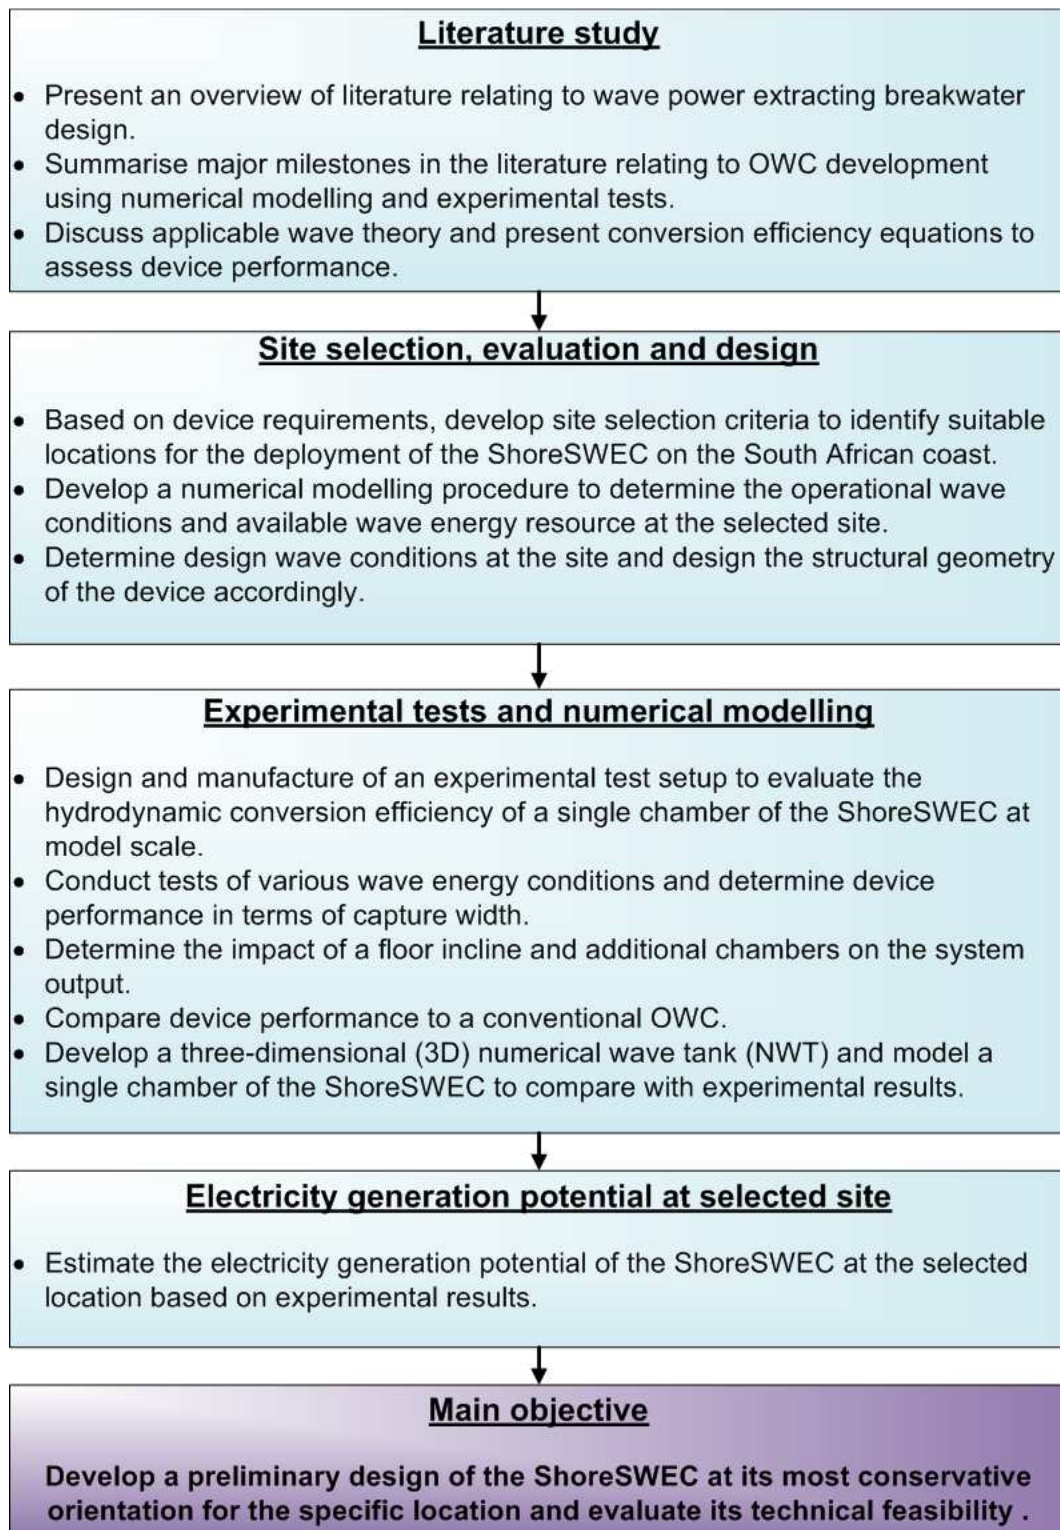 Literature study
• Present an overview of literature relating to wave power extracting breakwater
design.
• Summarise major milestones in the literature relating to OWC development
using numerical modelling and experimental tests.
• Discuss applicable wave theory and present conversion efficiency equations to
assess device performance.
Site selection, evaluation and design
• Based on device requirements, develop site selection criteria to identify suitable
locations for the deployment of the ShoreSWEC on the South African coast.
• Develop a numerical modelling procedure to determine the operational wave
conditions and available wave energy resource at the selected site.
• Determine design wave conditions at the site and design the structural geometry
of the device accordingly.
Experimental tests and numerical modelling
• Design and manufacture of an experimental test setup to evaluate the
hydrodynamic conversion efficiency of a single chamber of the ShoreSWEC at
model scale.
• Conduct tests of various wave energy conditions and determine device
performance in terms of capture width.
• Determine the impact of a floor incline and additional chambers on the system
output.
• Compare device performance to a conventional OWC.
• Develop a three-dimensional (3D) numerical wave tank (NWT) and model a
single chamber of the ShoreSWEC to compare with experimental results.
Electricity generation potential at selected site
• Estimate the electricity generation potential of the ShoreSWEC at the selected
location based on experimental results.
Main objective
Develop a preliminary design of the ShoreSWEC at its most conservative
orientation for the specific location and evaluate its technical feasibility .